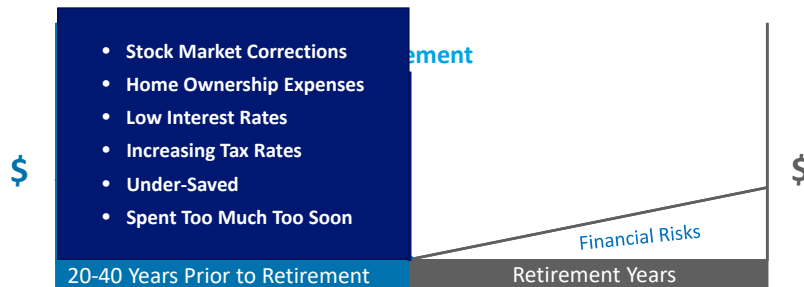 • Stock Market Corrections
ement
• Home Ownership Expenses
• Low Interest Rates
• Increasing Tax Rates
$
$
• Under-Saved
• Spent Too Much Too Soon
Financial Risks
20-40 Years Prior to Retirement
Retirement Years